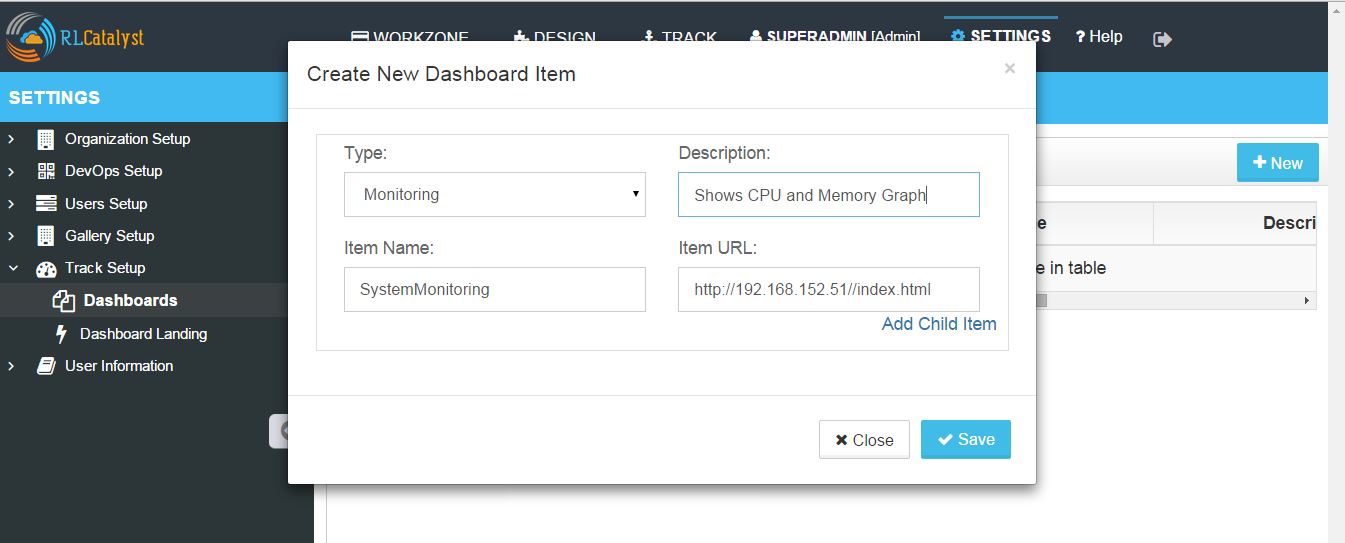 RLCatalyst
WORKZONE DESIGN TRACK SUPERADMIN [Admin] SETTINGS ? Help
SETTINGS
Organization Setup
DevOps Setup
Users Setup
Gallery Setup
Track Setup
Dashboards
Dashboard Landing
User Information
Create New Dashboard Item ×
Type: Description:
Monitoring Shows CPU and Memory Graph
Item Name: Item URL:
SystemMonitoring http://192.168.152.51//index.html
Add Child Item
Close Save
New
e Descri
e in table